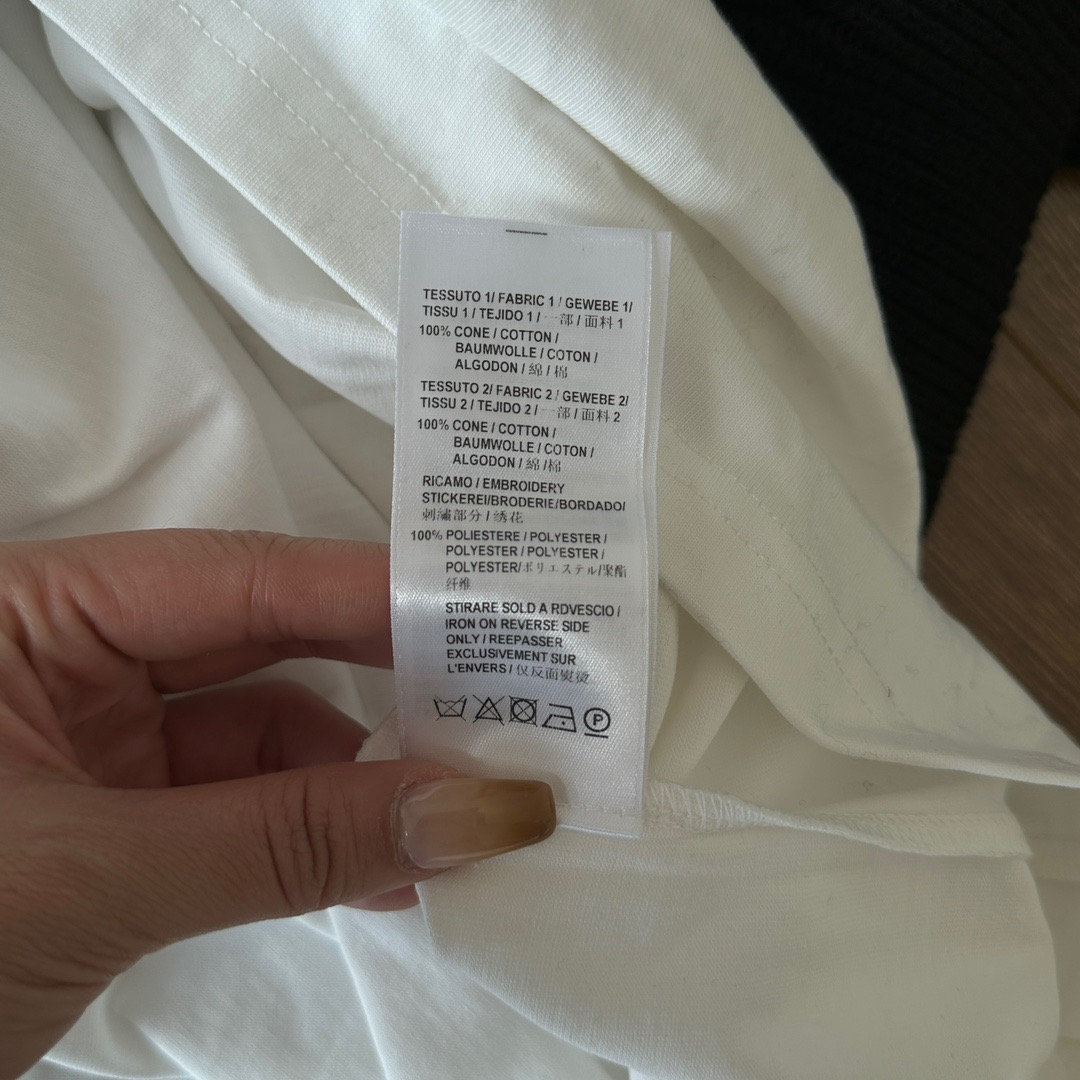 TESSUTO 1/ FABRIC 1 / GEWEBE 1/
TISSU 1 / TEJIDO 1 / 一部 / 面料 1
100% CONE / COTTON /
BAUMWOLLE / COTON /
ALGODON / 綿 / 棉
TESSUTO 2/ FABRIC 2 / GEWEBE 2/
TISSU 2 / TEJIDO 2 / 一部 / 面料 2
100% CONE / COTTON /
BAUMWOLLE / COTON /
ALGODON / 綿 /棉
RICAMO / EMBROIDERY
STICKEREI/BRODERIE/BORDADO/
刺繍部分 / 绣花
100% POLIESTERE / POLYESTER /
POLYESTER / POLYESTER /
POLYESTER/ポリエステル/聚酯
纤维
STIRARE SOLD A RDVESCIO /
IRON ON REVERSE SIDE
ONLY / REEPASSER
EXCLUSIVEMENT SUR
L'ENVERS / 仅反面熨烫
P